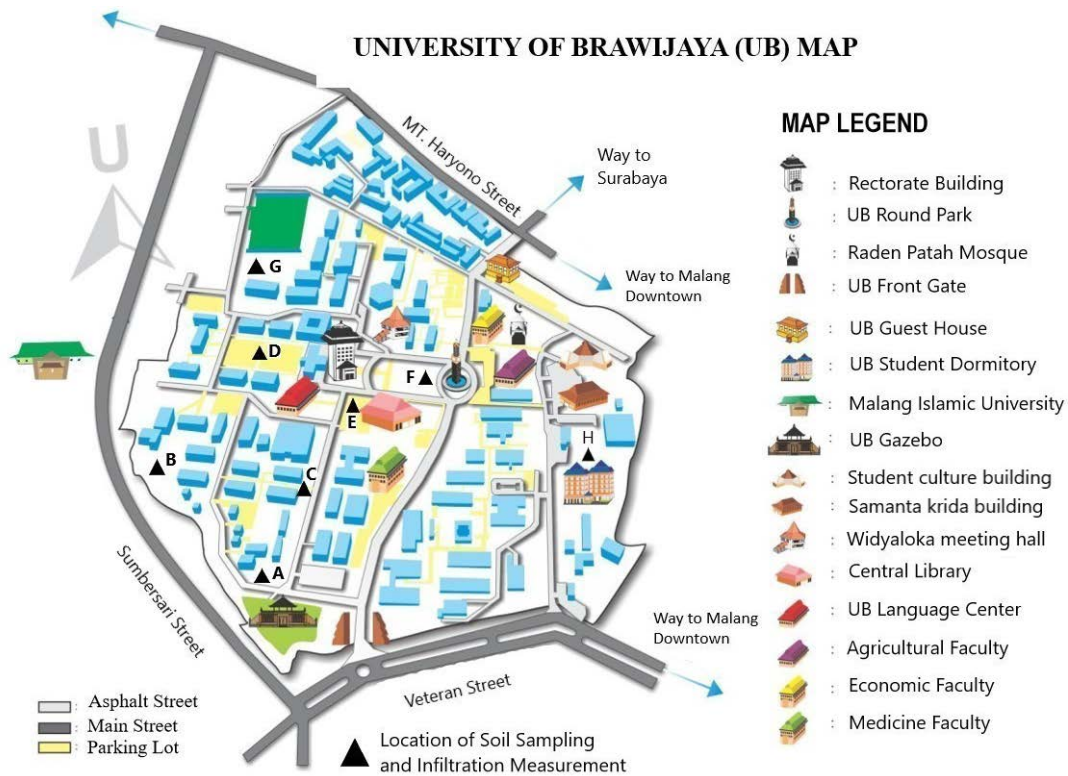 UNIVERSITY OF BRAWIJAYA (UB) MAP
U
MT. Haryono Street
Way to
Surabaya
Way to Malang
Downtown
G
D
F
E
B
C
H
A
Sumbersari Street
Veteran Street
Way to Malang
Downtown
: Asphalt Street
: Main Street
: Parking Lot
Location of Soil Sampling
and Infiltration Measurement
MAP LEGEND
: Rectorate Building
: UB Round Park
: Raden Patah Mosque
: UB Front Gate
: UB Guest House
: UB Student Dormitory
: Malang Islamic University
: UB Gazebo
: Student culture building
: Samanta krida building
: Widyaloka meeting hall
: Central Library
: UB Language Center
: Agricultural Faculty
: Economic Faculty
: Medicine Faculty